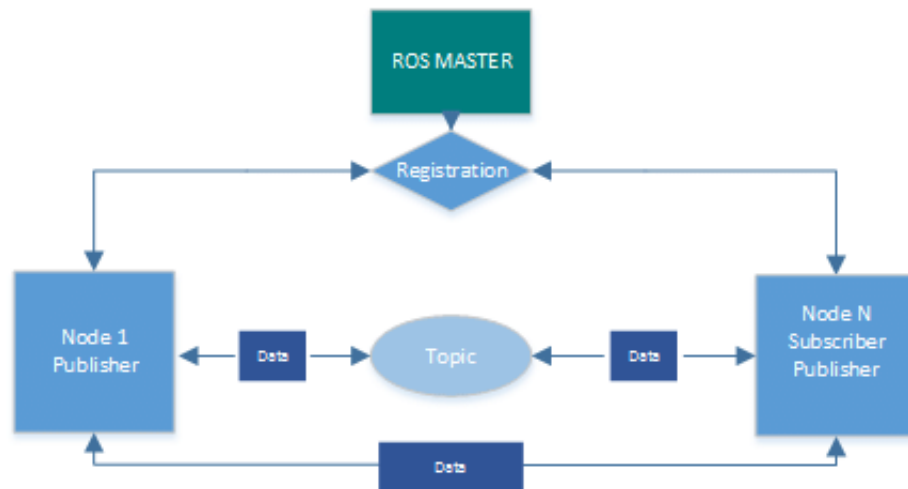 ROS MASTER
Registration
Node 1
Publisher
Data
Topic
Data
Node N
Subscriber
Publisher
Data